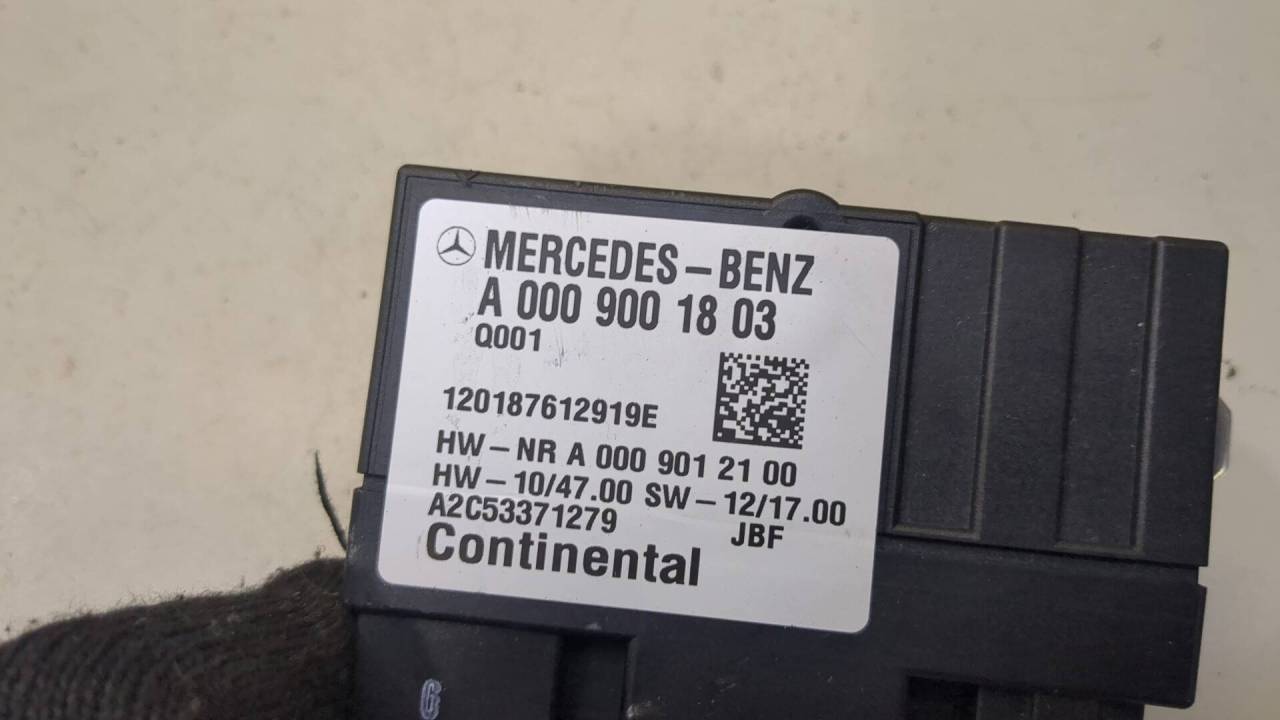 MERCEDES-BENZ
A 000 900 18 03
Q001
120187612919E
HW-NR A 000 901 21 00
HW-10/47.00 SW-12/17.00
A2C53371279 JBF
Continental
G